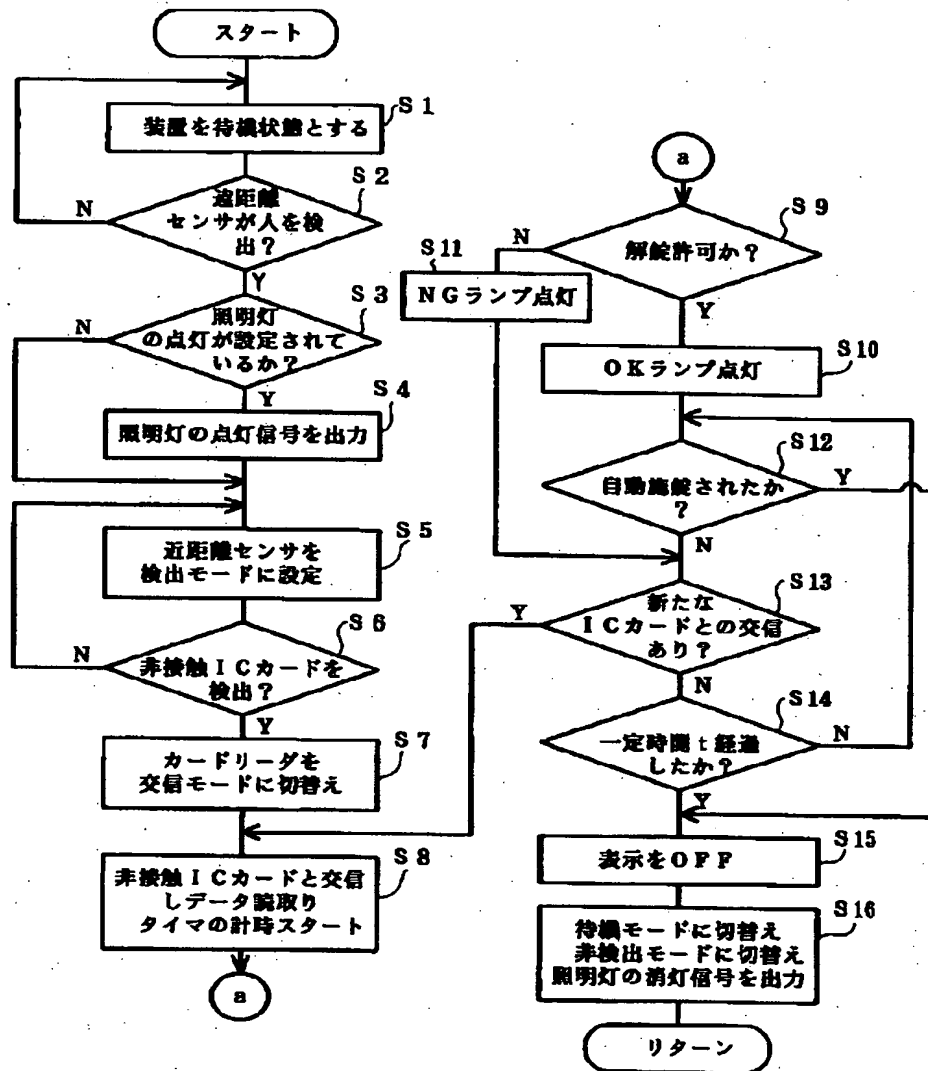 スタート
S1
装置を待機状態とする
S2
遠距離
センサが人を検
出？
N
Y
S3
照明灯
の点灯が設定されて
いるか？
N
Y
S4
照明灯の点灯信号を出力
S5
近距離センサを
検出モードに設定
S6
非接触ICカードを
検出？
N
Y
S7
カードリーダを
交信モードに切替え
S8
非接触ICカードと交信
しデータ読取り
タイマの計時スタート
a
a
S9
解錠許可か？
N
Y
S11
NGランプ点灯
S10
OKランプ点灯
S12
自動施錠されたか
？
Y
N
S13
新たな
ICカードとの交信
あり？
Y
N
S14
一定時間t経過
したか？
N
Y
S15
表示をOFF
S16
待機モードに切替え
非検出モードに切替え
照明灯の消灯信号を出力
リターン